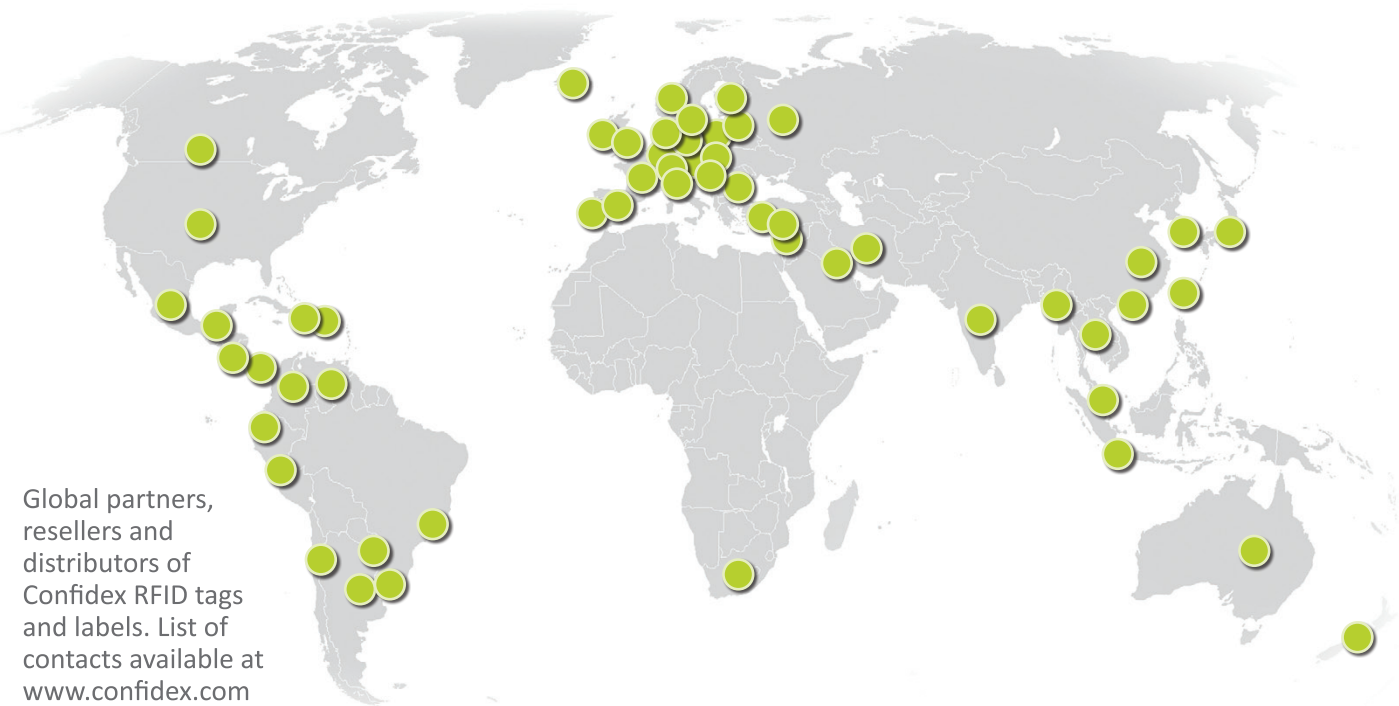 Global partners,
resellers and
distributors of
Confidex RFID tags
and labels. List of
contacts available at
www.confidex.com